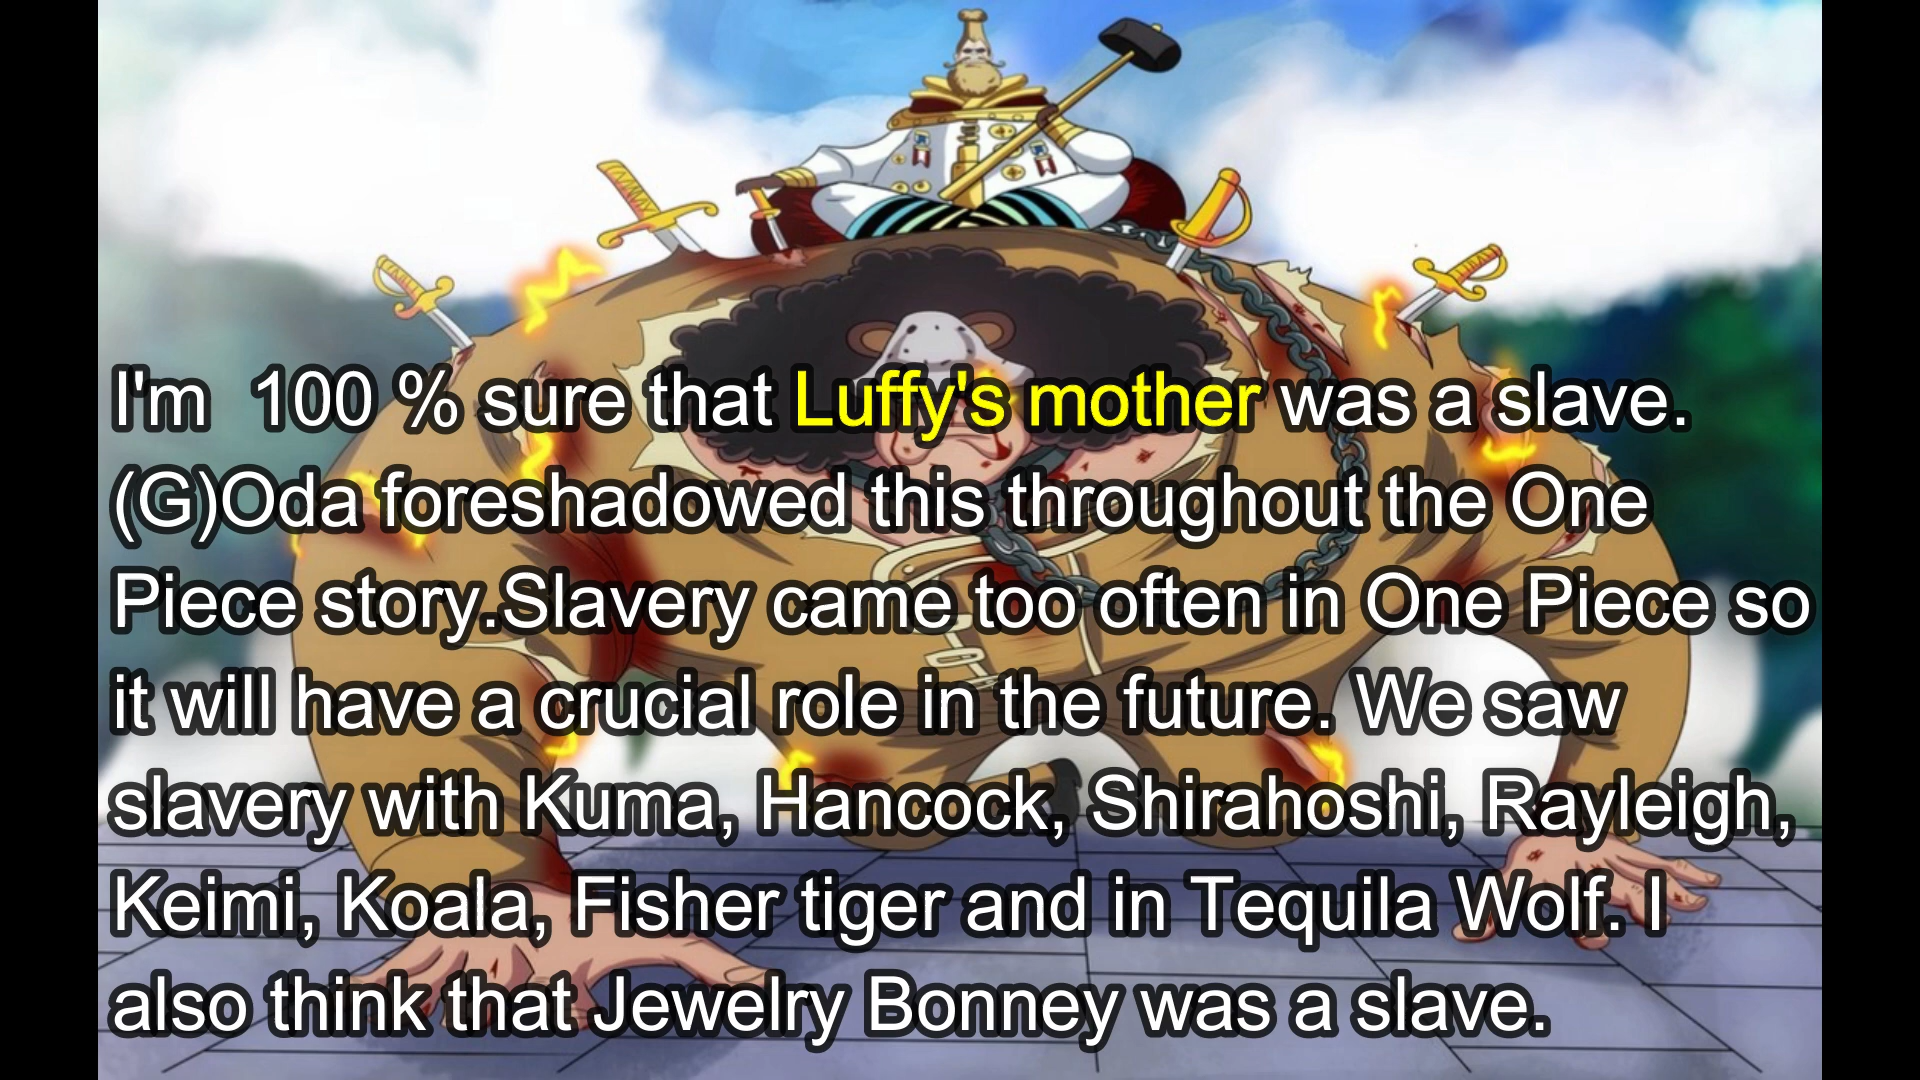 I'm  100 % sure that Luffy's mother was a slave.
(G)Oda foreshadowed this throughout the One
Piece story.Slavery came too often in One Piece so
it will have a crucial role in the future. We saw
slavery with Kuma, Hancock, Shirahoshi, Rayleigh,
Keimi, Koala, Fisher tiger and in Tequila Wolf. I
also think that Jewelry Bonney was a slave.